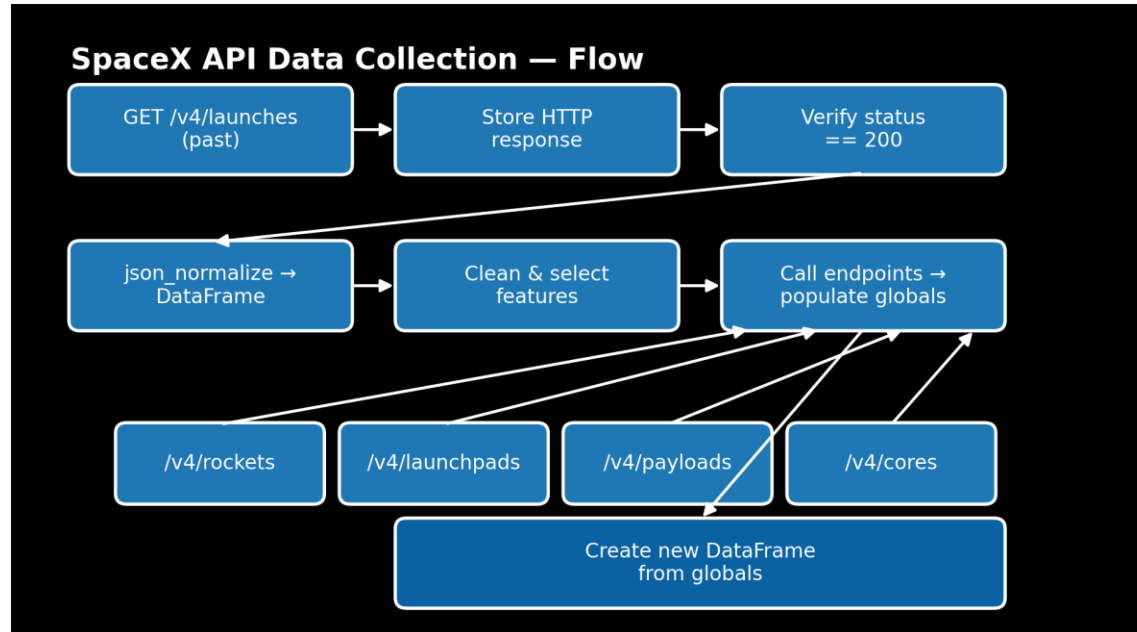 SpaceX API Data Collection — Flow
GET /v4/launches
(past)
Store HTTP
response
Verify status
== 200
json_normalize →
DataFrame
Clean & select
features
Call endpoints →
populate globals
/v4/rockets
/v4/launchpads
/v4/payloads
/v4/cores
Create new DataFrame
from globals